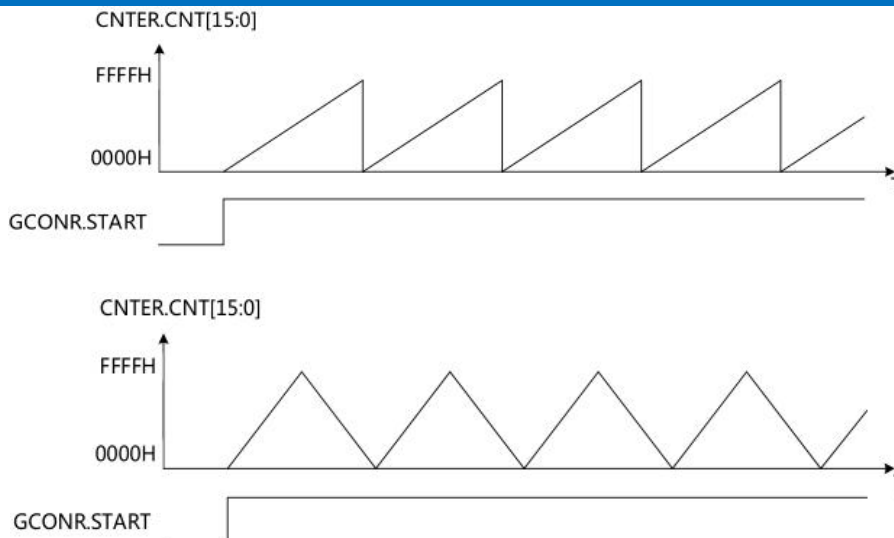 CNTER.CNT[15:0]
FFFFH
0000H
GCONR.START
CNTER.CNT[15:0]
FFFFH
0000H
GCONR.START